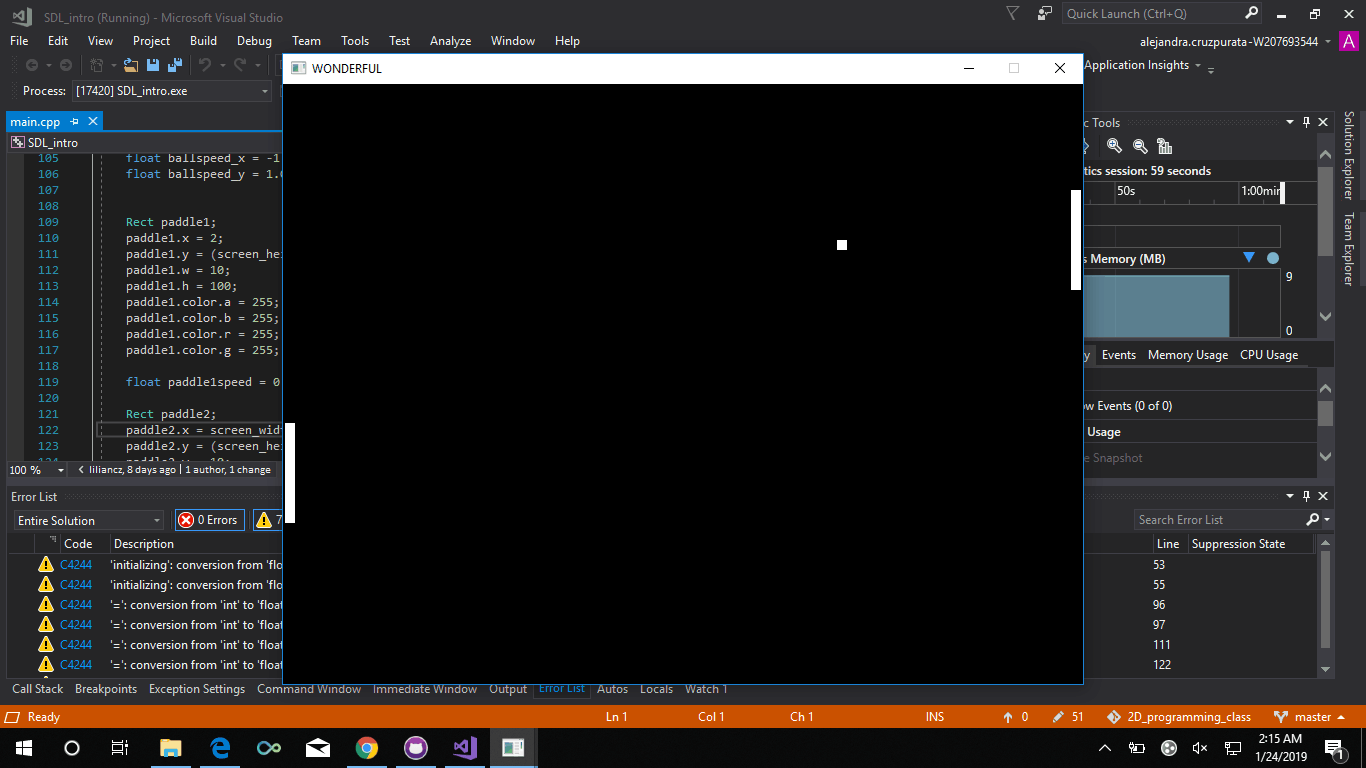 SDL_intro (Running) - Microsoft Visual Studio
Quick Launch (Ctrl+Q)
File Edit View Project Build Debug Team Tools Test Analyze Window Help
alejandra.cruzpurata-W207693544 A
Process: [17420] SDL_intro.exe
Application Insights
WONDERFUL
main.cpp
SDL_intro
105 float ballspeed_x = -1
106 float ballspeed_y = 1.0
107
108
109 Rect paddle1;
110 paddle1.x = 2;
111 paddle1.y = (screen_hei
112 paddle1.w = 10;
113 paddle1.h = 100;
114 paddle1.color.a = 255;
115 paddle1.color.b = 255;
116 paddle1.color.r = 255;
117 paddle1.color.g = 255;
118
119 float paddle1speed = 0
120
121 Rect paddle2;
122 paddle2.x = screen_widt
123 paddle2.y = (screen_hei
100 %
liliancz, 8 days ago | 1 author, 1 change
c Tools
tics session: 59 seconds
50s 1:00min
s Memory (MB)
9
0
y Events Memory Usage CPU Usage
ow Events (0 of 0)
Usage
e Snapshot
Solution Explorer
Team Explorer
Error List
Entire Solution
0 Errors
7
Search Error List
Code Description Line Suppression State
C4244 'initializing': conversion from 'flo 53
C4244 'initializing': conversion from 'flo 55
C4244 '=': conversion from 'int' to 'float 96
C4244 '=': conversion from 'int' to 'float 97
C4244 '=': conversion from 'int' to 'float 111
C4244 '=': conversion from 'int' to 'float 122
Call Stack Breakpoints Exception Settings Command Window Immediate Window Output Error List Autos Locals Watch 1
Ready Ln 1 Col 1 Ch 1 INS 0 51 2D_programming_class master
2:15 AM
1/24/2019
1